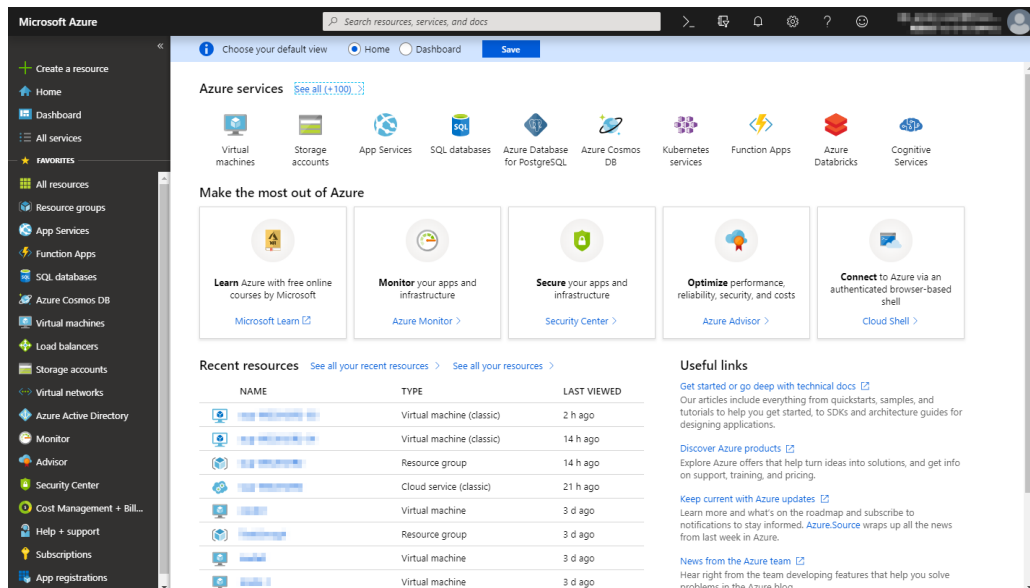 Microsoft Azure
Search resources, services, and docs
Choose your default view
Home
Dashboard
Save
Create a resource
Home
Dashboard
All services
FAVORITES
All resources
Resource groups
App Services
Function Apps
SQL databases
Azure Cosmos DB
Virtual machines
Load balancers
Storage accounts
Virtual networks
Azure Active Directory
Monitor
Advisor
Security Center
Cost Management + Bill...
Help + support
Subscriptions
App registrations
Azure services See all (+100)
Virtual machines
Storage accounts
App Services
SQL
SQL databases
Azure Database for PostgreSQL
Azure Cosmos DB
Kubernetes services
Function Apps
Azure Databricks
Cognitive Services
Make the most out of Azure
Learn Azure with free online
courses by Microsoft
Microsoft Learn
Monitor your apps and
infrastructure
Azure Monitor
Secure your apps and
infrastructure
Security Center
Optimize performance,
reliability, security, and costs
Azure Advisor
Connect to Azure via an
authenticated browser-based
shell
Cloud Shell
Recent resources See all your recent resources See all your resources
NAME TYPE LAST VIEWED
Virtual machine (classic) 2 h ago
Virtual machine (classic) 14 h ago
Resource group 14 h ago
Cloud service (classic) 21 h ago
Virtual machine 3 d ago
Resource group 3 d ago
Virtual machine 3 d ago
Virtual machine 3 d ago
Useful links
Get started or go deep with technical docs
Our articles include everything from quickstarts, samples, and
tutorials to help you get started, to SDKs and architecture guides for
designing applications.
Discover Azure products
Explore Azure offers that help turn ideas into solutions, and get info
on support, training, and pricing.
Keep current with Azure updates
Learn more and what's on the roadmap and subscribe to
notifications to stay informed. Azure.Source wraps up all the news
from last week in Azure.
News from the Azure team
Hear right from the team developing features that help you solve
problems in the Azure blog.